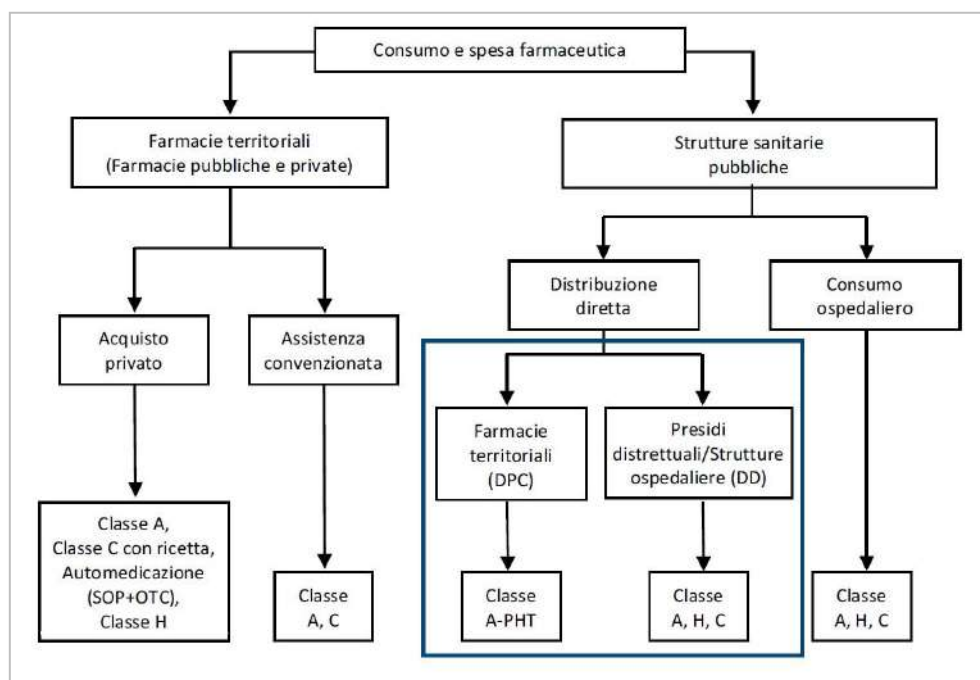 Consumo e spesa farmaceutica
Farmacie territoriali
(Farmacie pubbliche e private)
Strutture sanitarie
pubbliche
Distribuzione
diretta
Consumo
ospedaliero
Acquisto
privato
Assistenza
convenzionata
Farmacie
territoriali
(DPC)
Presidi
distrettuali/Strutture
ospedaliere (DD)
Classe A,
Classe C con ricetta,
Automedicazione
(SOP+OTC),
Classe H
Classe
A, C
Classe
A-PHT
Classe
A, H, C
Classe
A, H, C